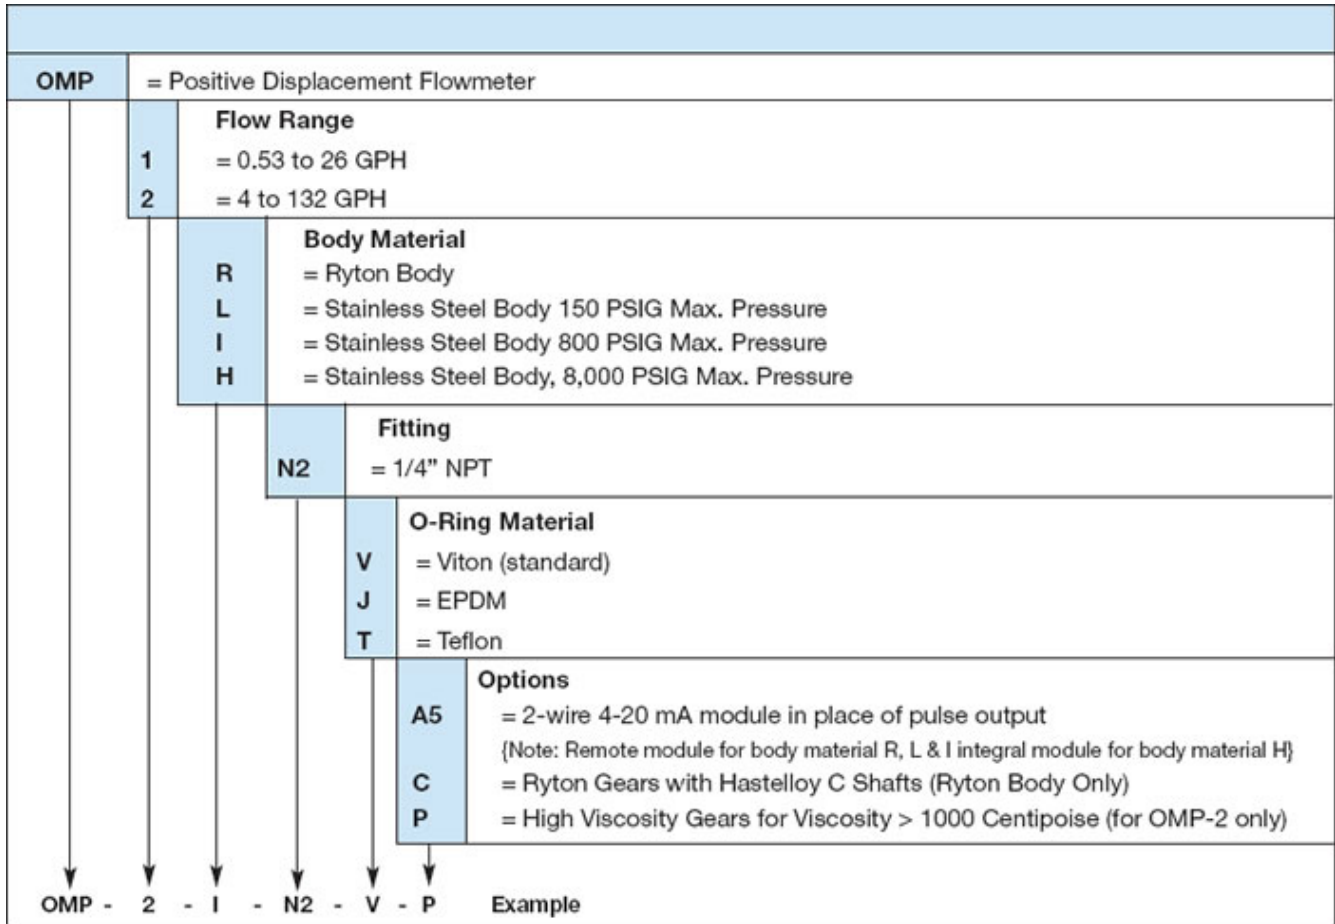 OMP = Positive Displacement Flowmeter
Flow Range
1 = 0.53 to 26 GPH
2 = 4 to 132 GPH
Body Material
R = Ryton Body
L = Stainless Steel Body 150 PSIG Max. Pressure
I = Stainless Steel Body 800 PSIG Max. Pressure
H = Stainless Steel Body, 8,000 PSIG Max. Pressure
Fitting
N2 = 1/4” NPT
O-Ring Material
V = Viton (standard)
J = EPDM
T = Teflon
Options
A5 = 2-wire 4-20 mA module in place of pulse output
{Note: Remote module for body material R, L & I integral module for body material H}
C = Ryton Gears with Hastelloy C Shafts (Ryton Body Only)
P = High Viscosity Gears for Viscosity > 1000 Centipoise (for OMP-2 only)
OMP - 2 - I - N2 - V - P Example